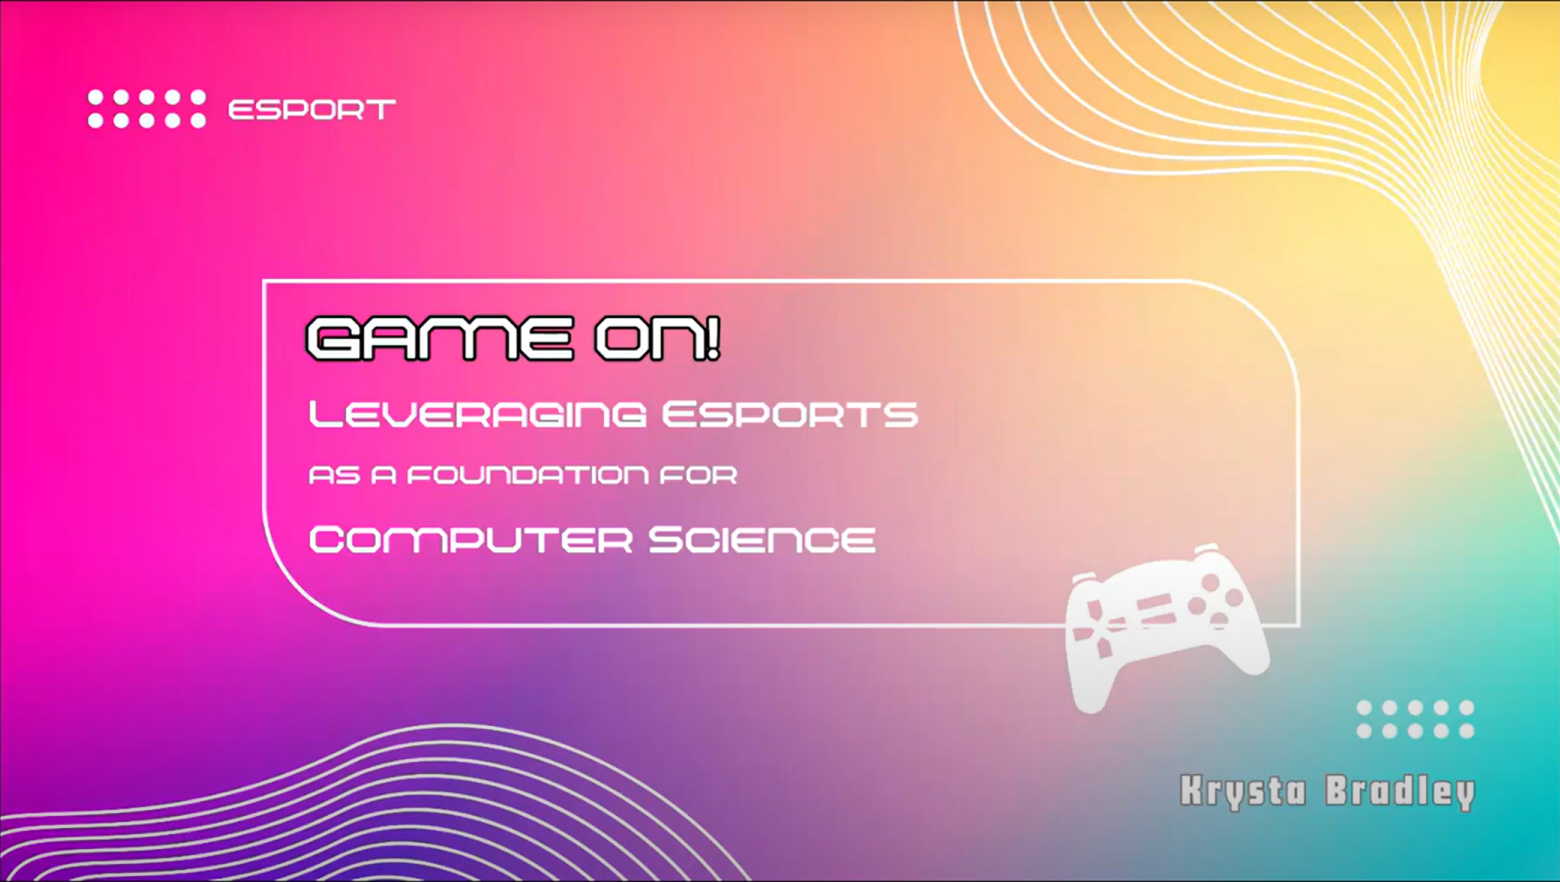 ESPORT
GAME ON!
LEVERAGING ESPORTS
AS A FOUNDATION FOR
COMPUTER SCIENCE
Krysta Bradley